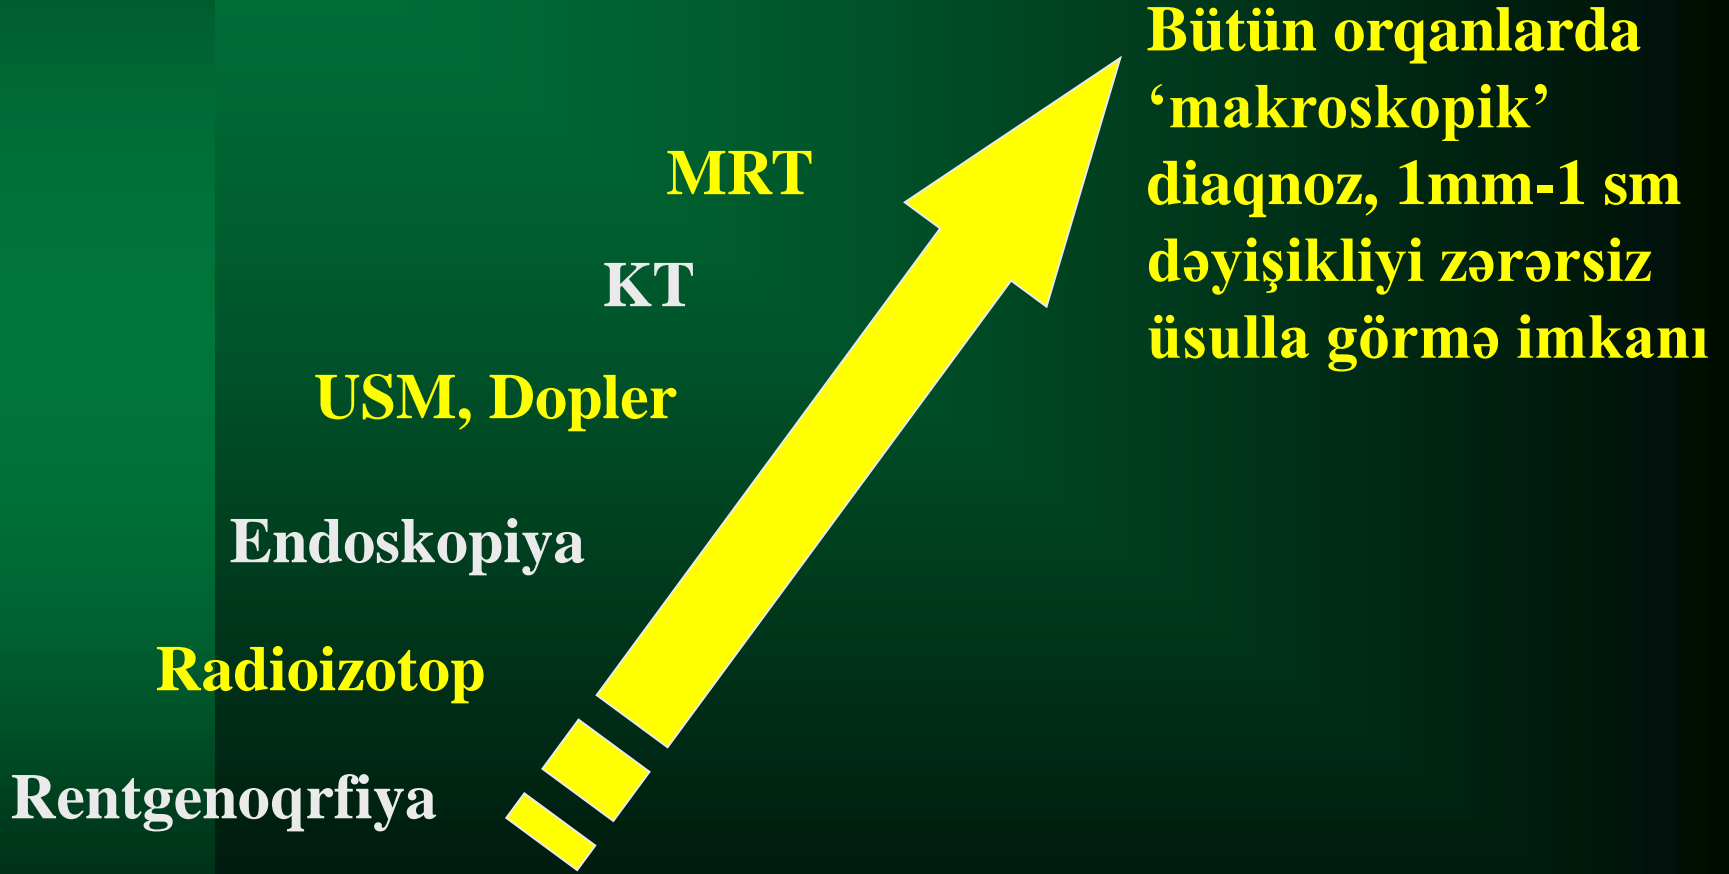 Bütün orqanlarda
‘makroskopik’
diaqnoz, 1mm-1 sm
dəyişikliyi zərərsiz
üsulla görmə imkanı
MRT
KT
USM, Dopler
Endoskopiya
Radioizotop
Rentgenoqrfiya